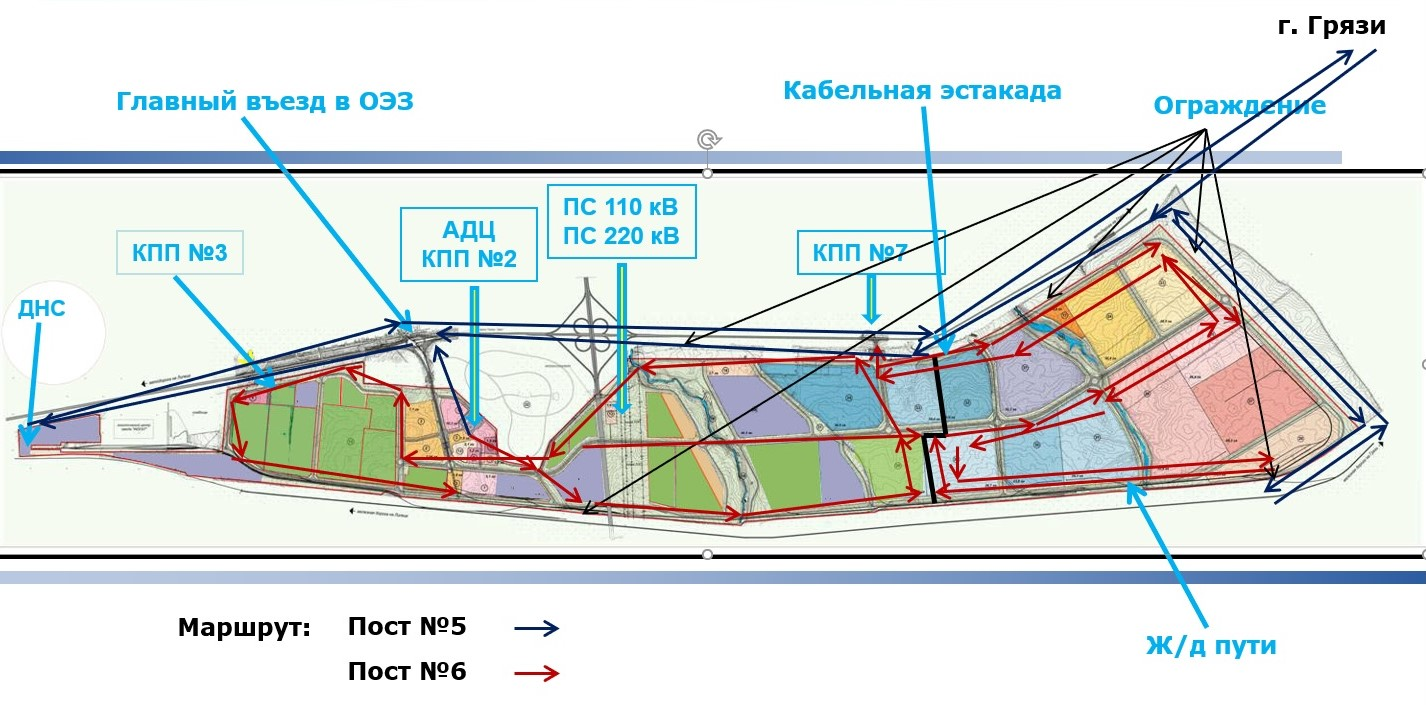 г. Грязи
Главный въезд в ОЭЗ
Кабельная эстакада
Ограждение
ПС 110 кВ
ПС 220 кВ
АДЦ
КПП №2
КПП №3
КПП №7
ДНС
Ж/д пути
Маршрут:
Пост №5
Пост №6